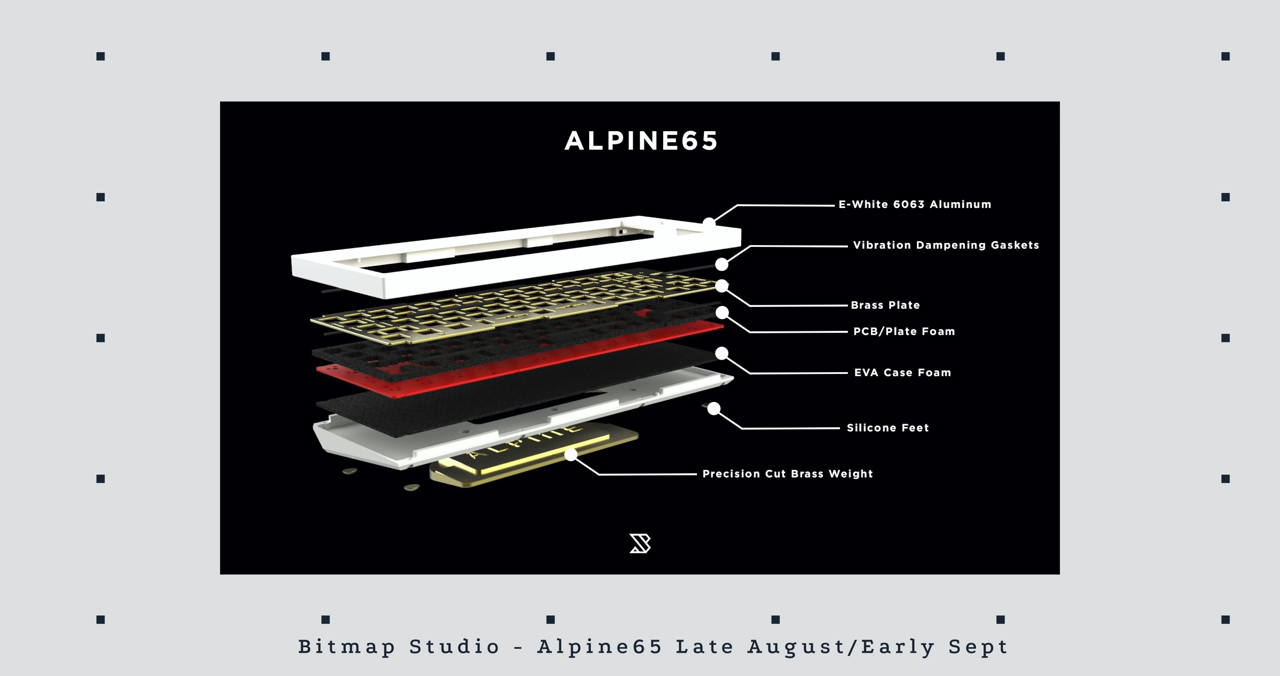 ALPINE65
E-White 6063 Aluminum
Vibration Dampening Gaskets
Brass Plate
PCB/Plate Foam
EVA Case Foam
Silicone Feet
ALPINE
Precision Cut Brass Weight
Bitmap Studio - Alpine65 Late August/Early Sept